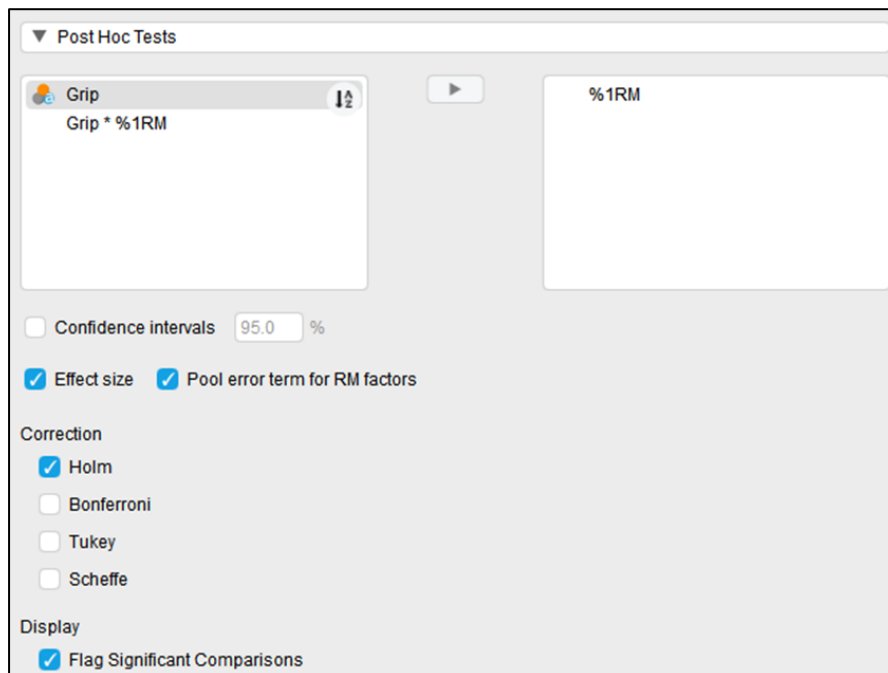 Post Hoc Tests
Grip
Grip * %1RM
%1RM
Confidence intervals 95.0 %
Effect size Pool error term for RM factors
Correction
Holm
Bonferroni
Tukey
Scheffe
Display
Flag Significant Comparisons